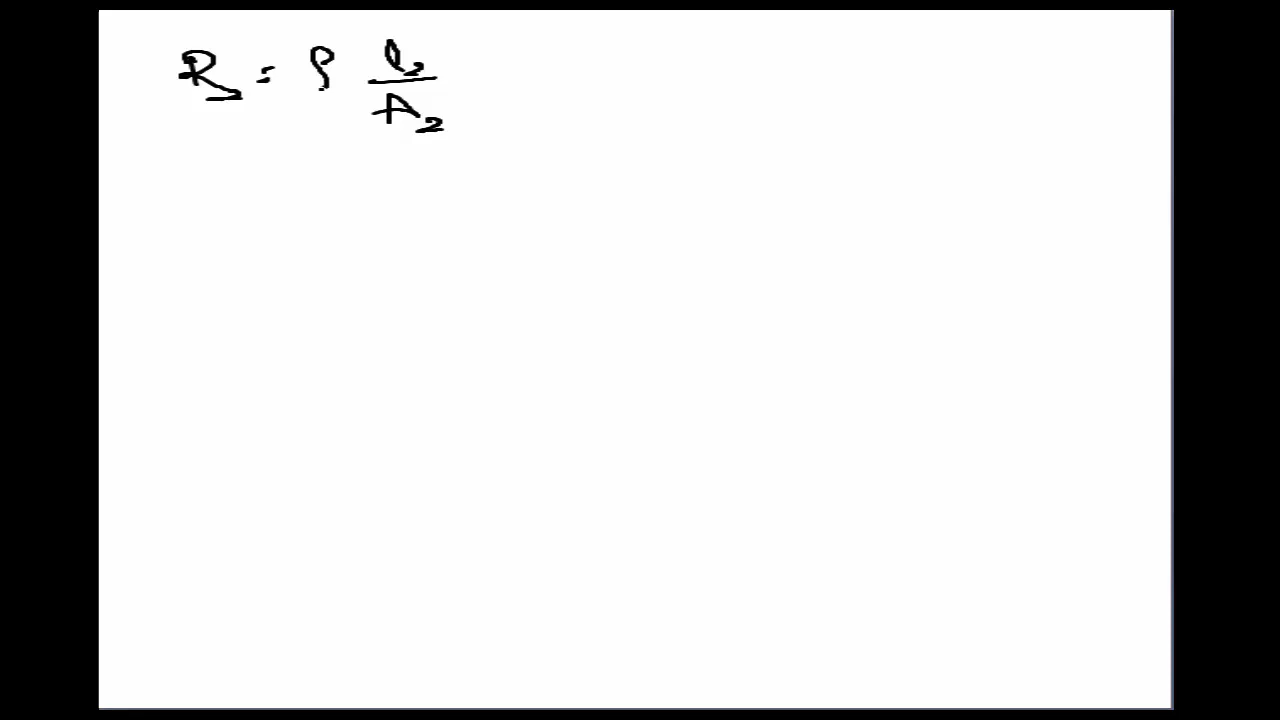 R₂ = ρ l₂/A₂